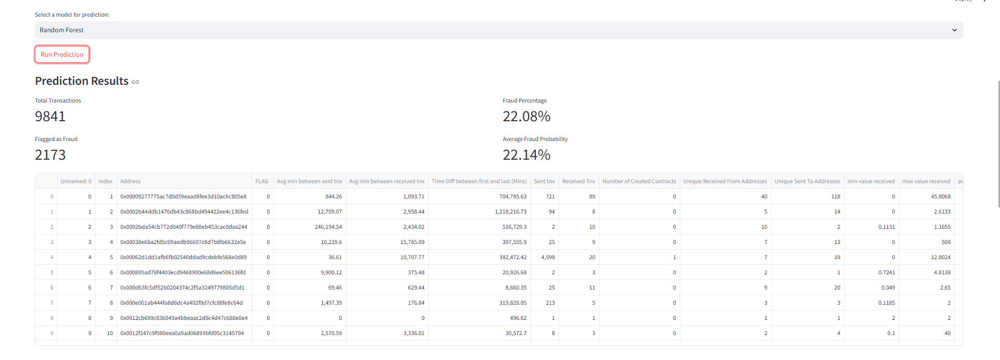 Select a model for prediction:
Random Forest
Run Prediction
Prediction Results
Total Transactions
Fraud Percentage
9841
22.08%
Flagged as Fraud
Average Fraud Probability
2173
22.14%
Unnamed: 0 Index Address FLAG Avg min between sent tnx Avg min between received tnx Time Diff between first and last (Mins) Sent tnx Received Tnx Number of Created Contracts Unique Received From Addresses Unique Sent To Addresses min value received max value received
0 0 1 0x00009277775ac7d0d59eaad8fee3d10ac6c805e8 0 844.26 1,093.71 704,785.63 721 89 0 40 118 0 45.8068
1 1 2 0x0002b44ddb1476db43c868bd494422ee4c136fed 0 12,709.07 2,958.44 1,218,216.73 94 8 0 5 14 0 2.6133
2 2 3 0x0002bda54cb772d040f779e88eb453cac0daa244 0 246,194.54 2,434.02 516,729.3 2 10 0 10 2 0.1131 1.1655
3 3 4 0x00038e6ba2fd5c09aedb96697c8d7b8fa6632e5e 0 10,219.6 15,785.09 397,555.9 25 9 0 7 13 0 500
4 4 5 0x00062d1dd1afb6fb02540ddad9cdebfe568e0d89 0 36.61 10,707.77 382,472.42 4,598 20 1 7 19 0 12.8024
5 5 6 0x000895ad78f4403ecd9468900e68d6ee506136fd 0 9,900.12 375.48 20,926.68 2 3 0 2 1 0.7241 4.8138
6 6 7 0x000d63fc5df52b0204374c2f5a3249779805d5d1 0 69.46 629.44 8,660.35 25 11 0 9 20 0.049 2.65
7 7 8 0x000e001ab444fa8d6dc4a402f8d7cfc88fe8c64d 0 1,497.39 176.84 319,828.05 213 5 0 3 3 0.1185 2
8 8 9 0x0012cb699c836049a4bbeaac2d8c4d47c688e0e4 0 0 0 496.62 1 1 0 1 1 2 2
9 9 10 0x0012f247c9f980eea0a9ad06893bfd95c3145794 0 2,570.59 3,336.01 30,572.7 8 3 0 2 4 0.1 40